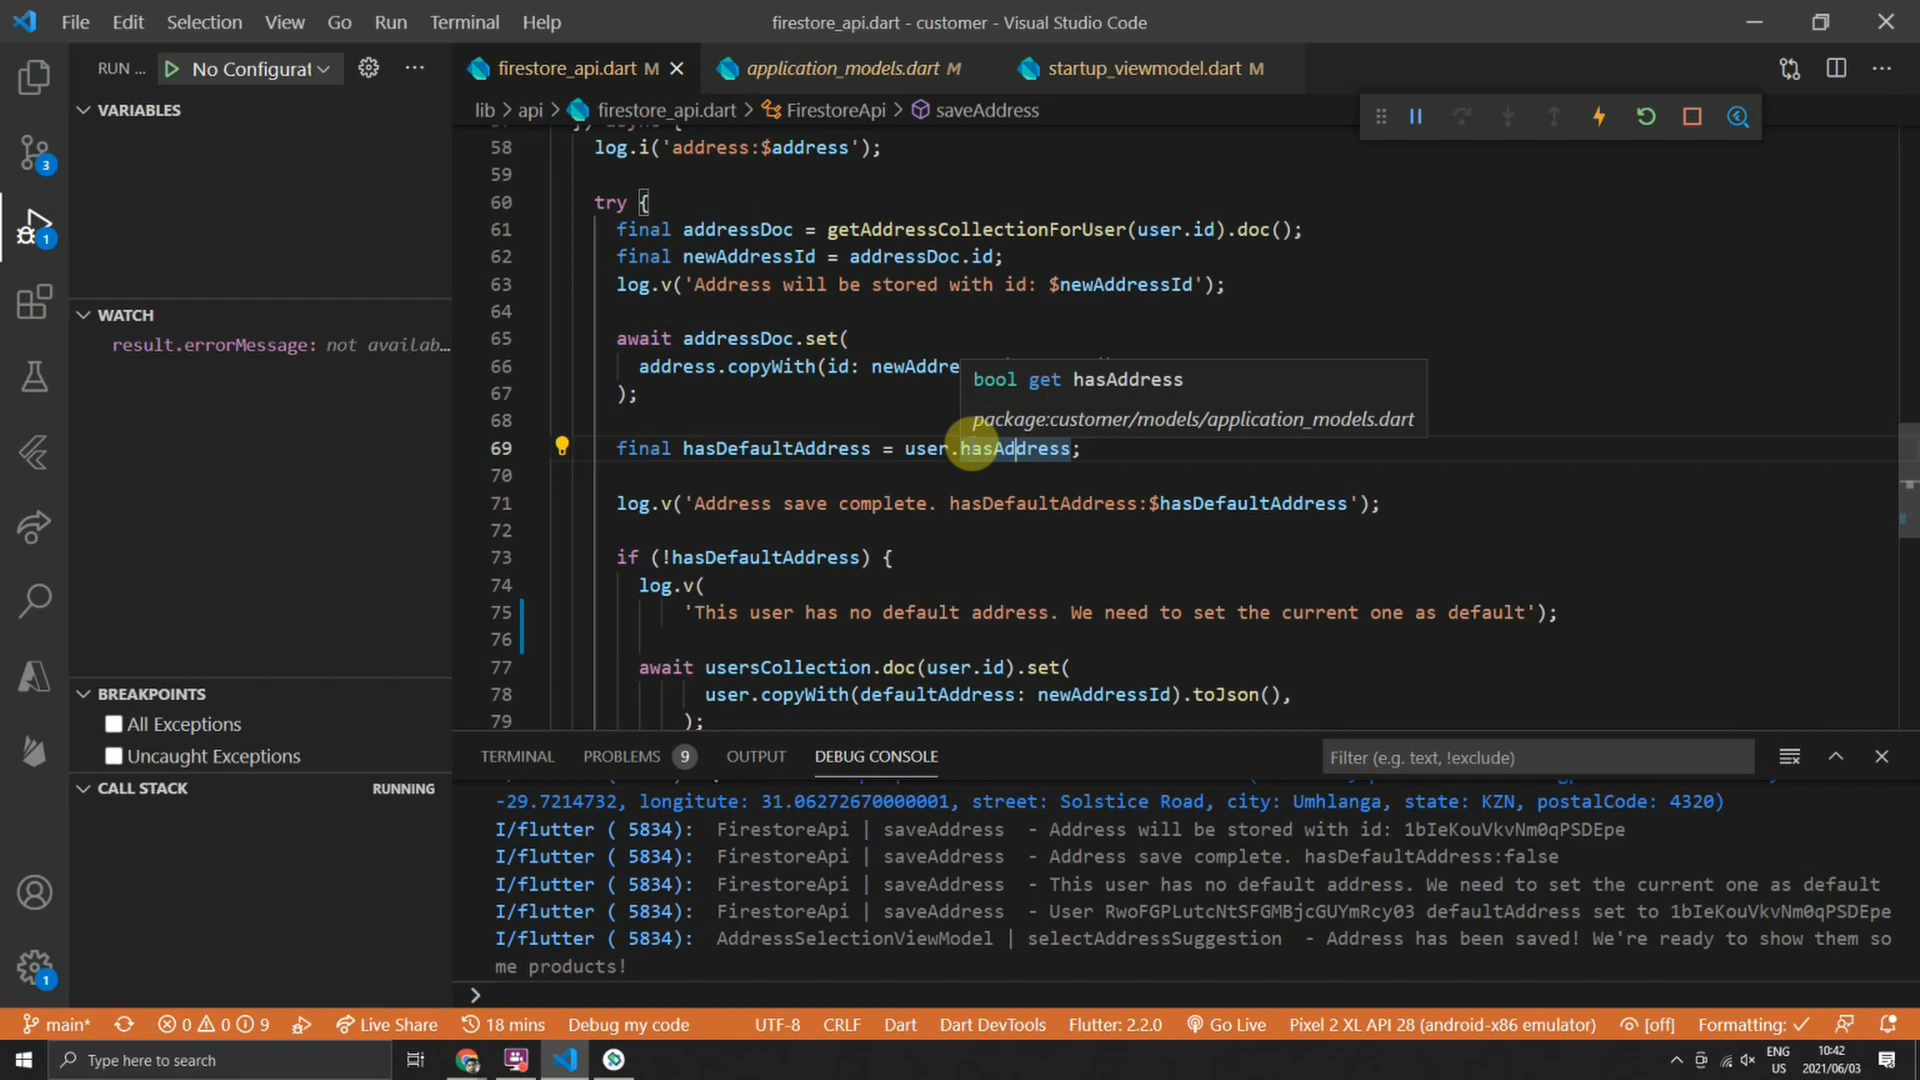 File Edit Selection View Go Run Terminal Help
firestore_api.dart - customer - Visual Studio Code
RUN ... No Configurat
firestore_api.dart M
application_models.dart M
startup_viewmodel.dart M
lib > api > firestore_api.dart > FirestoreApi > saveAddress
VARIABLES
WATCH
result.errorMessage: not availab...
BREAKPOINTS
All Exceptions
Uncaught Exceptions
CALL STACK RUNNING
3
1
1
58 log.i('address:$address');
59
60 try {
61 final addressDoc = getAddressCollectionForUser(user.id).doc();
62 final newAddressId = addressDoc.id;
63 log.v('Address will be stored with id: $newAddressId');
64
65 await addressDoc.set(
66 address.copyWith(id: newAddre
67 );
68
bool get hasAddress
package:customer/models/application_models.dart
69 final hasDefaultAddress = user.hasAddress;
70
71 log.v('Address save complete. hasDefaultAddress:$hasDefaultAddress');
72
73 if (!hasDefaultAddress) {
74 log.v(
75 'This user has no default address. We need to set the current one as default');
76
77 await usersCollection.doc(user.id).set(
78 user.copyWith(defaultAddress: newAddressId).toJson(),
79 );
TERMINAL PROBLEMS 9 OUTPUT DEBUG CONSOLE
Filter (e.g. text, !exclude)
-29.7214732, longitute: 31.06272670000001, street: Solstice Road, city: Umhlanga, state: KZN, postalCode: 4320)
I/flutter ( 5834): FirestoreApi | saveAddress - Address will be stored with id: 1bIeKouVkvNm0qPSDEpe
I/flutter ( 5834): FirestoreApi | saveAddress - Address save complete. hasDefaultAddress:false
I/flutter ( 5834): FirestoreApi | saveAddress - This user has no default address. We need to set the current one as default
I/flutter ( 5834): FirestoreApi | saveAddress - User RwoFGPLutcNtSFGMBjcGUYmRcy03 defaultAddress set to 1bIeKouVkvNm0qPSDEpe
I/flutter ( 5834): AddressSelectionViewModel | selectAddressSuggestion - Address has been saved! We're ready to show them so
me products!
main* 0 0 9 Live Share 18 mins Debug my code UTF-8 CRLF Dart Dart DevTools Flutter: 2.2.0 Go Live Pixel 2 XL API 28 (android-x86 emulator) [off] Formatting: ✓
Type here to search
ENG
US
10:42
2021/06/03